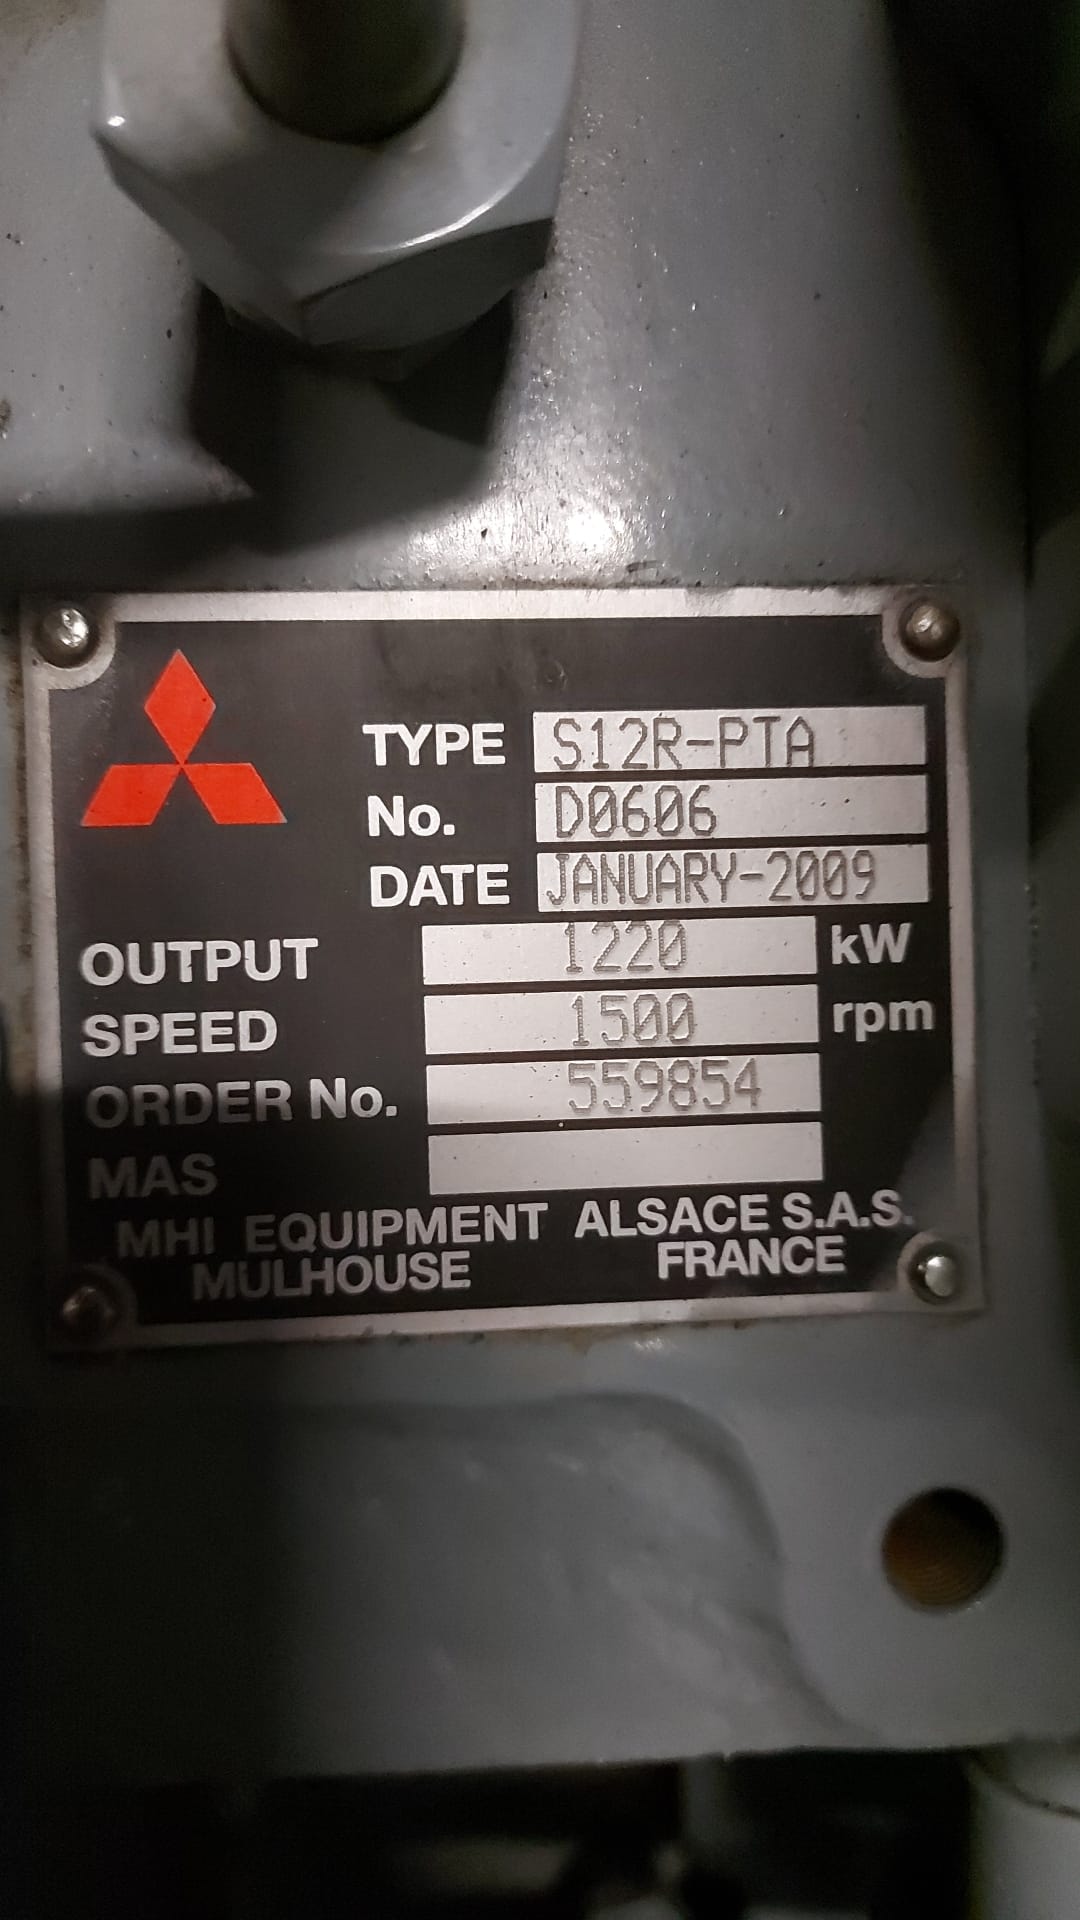 TYPE S12R-PTA
No. D0606
DATE JANUARY-2009
OUTPUT 1220 kW
SPEED 1500 rpm
ORDER No. 559854
MAS
MHI EQUIPMENT ALSACE S.A.S.
MULHOUSE FRANCE